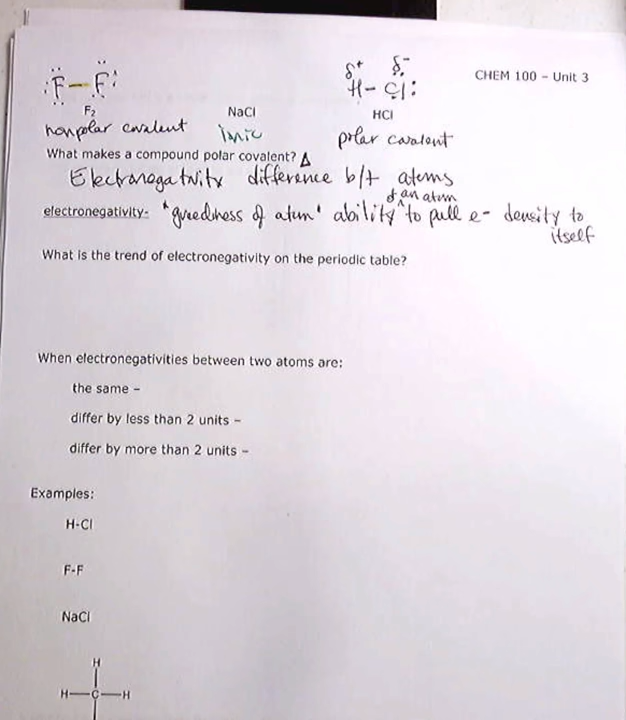 :F – F:
δ+ δ-
H - Cl:
CHEM 100 – Unit 3
F2
NaCl
HCl
nonpolar covalent
ionic
polar covalent
What makes a compound polar covalent? Δ
Electronegativity difference b/t atoms
of an atom
electronegativity- "greediness of atom" ability ^ to pull e- density to
itself
What is the trend of electronegativity on the periodic table?
When electronegativities between two atoms are:
the same –
differ by less than 2 units –
differ by more than 2 units –
Examples:
H-Cl
F-F
NaCl
H
H—C—H